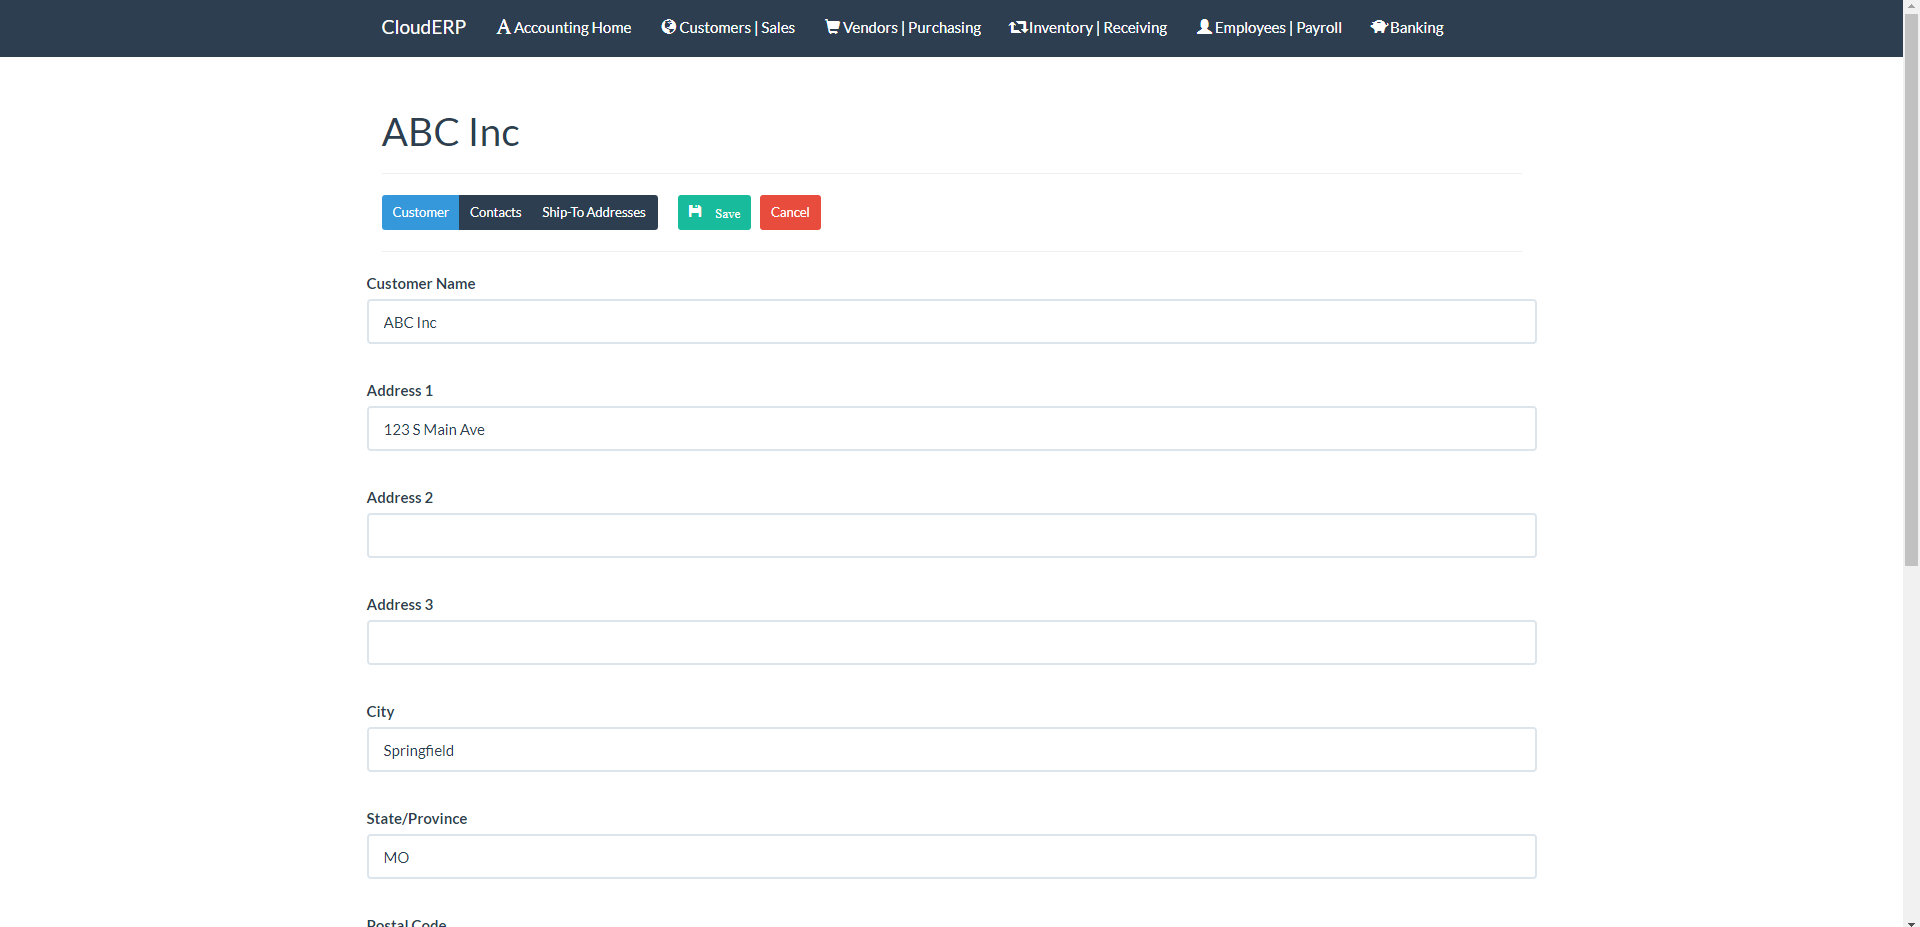 CloudERP Accounting Home Customers | Sales Vendors | Purchasing Inventory | Receiving Employees | Payroll Banking
ABC Inc
Customer Contacts Ship-To Addresses Save Cancel
Customer Name
ABC Inc
Address 1
123 S Main Ave
Address 2
Address 3
City
Springfield
State/Province
MO
Postal Code